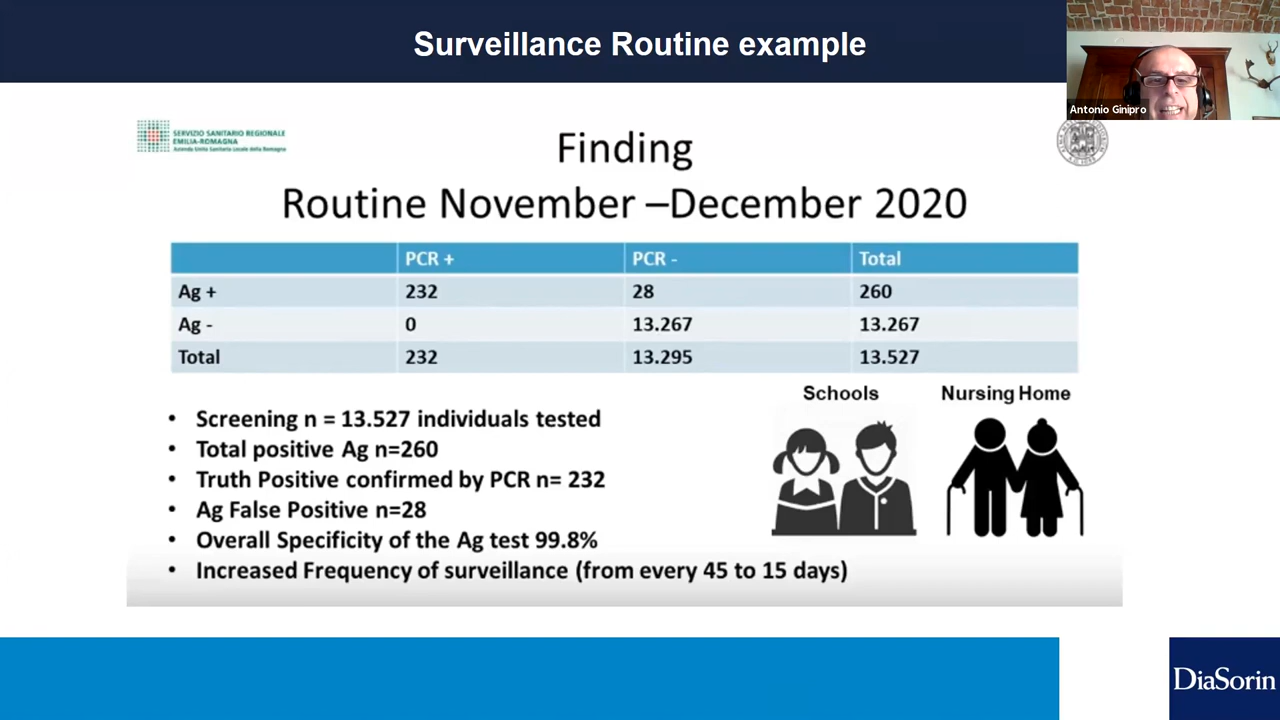 Surveillance Routine example
Antonio Ginipro
SERVIZIO SANITARIO REGIONALE
EMILIA-ROMAGNA
Azienda Unità Sanitaria Locale della Romagna
Finding
Routine November –December 2020
PCR + PCR - Total
Ag + 232 28 260
Ag - 0 13.267 13.267
Total 232 13.295 13.527
• Screening n = 13.527 individuals tested
• Total positive Ag n=260
• Truth Positive confirmed by PCR n= 232
• Ag False Positive n=28
• Overall Specificity of the Ag test 99.8%
• Increased Frequency of surveillance (from every 45 to 15 days)
Schools Nursing Home
DiaSorin